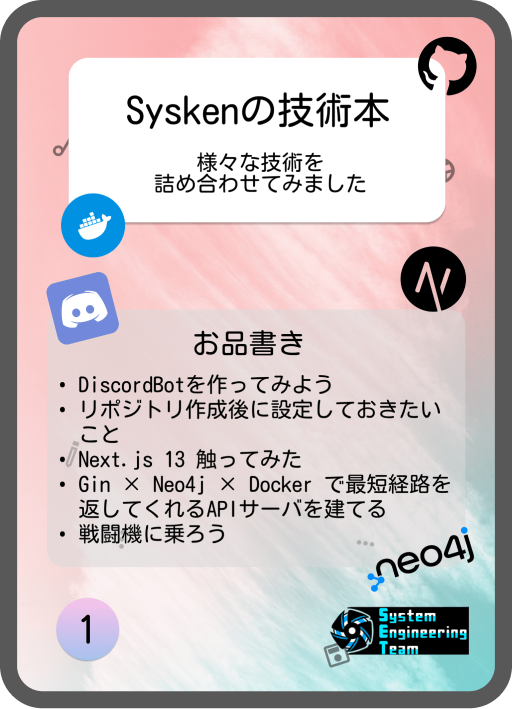 Syskenの技術本
様々な技術を
詰め合わせてみました
お品書き
• DiscordBotを作ってみよう
• リポジトリ作成後に設定しておきたい
こと
• Next.js 13 触ってみた
• Gin × Neo4j × Docker で最短経路を
返してくれるAPIサーバを建てる
• 戦闘機に乗ろう
neo4j
1
System
Engineering
Team